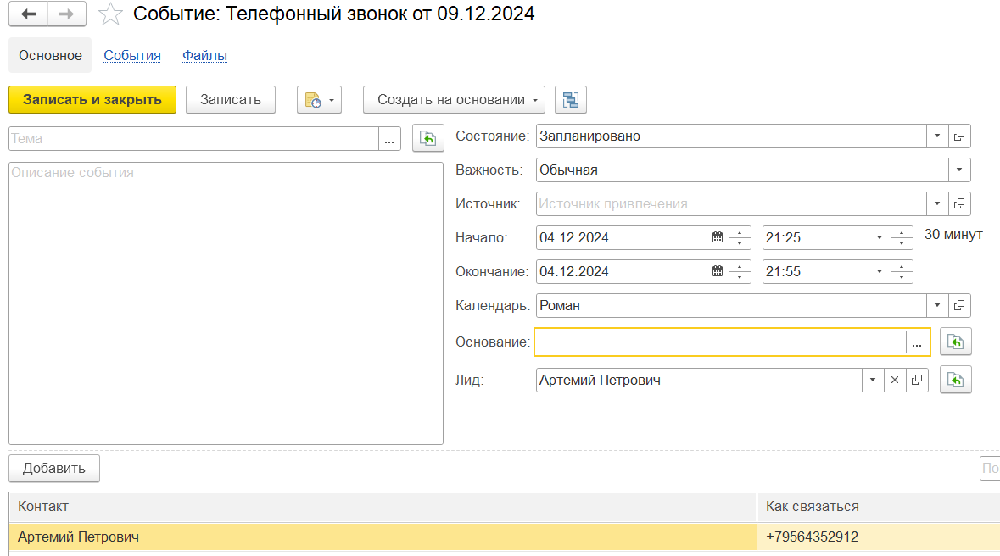 Событие: Телефонный звонок от 09.12.2024
Основное События Файлы
Записать и закрыть Записать Создать на основании
Тема ...
Описание события
Состояние: Запланировано
Важность: Обычная
Источник: Источник привлечения
Начало: 04.12.2024 21:25 30 минут
Окончание: 04.12.2024 21:55
Календарь: Роман
Основание: ...
Лид: Артемий Петрович
Добавить По
Контакт Как связаться
Артемий Петрович +79564352912